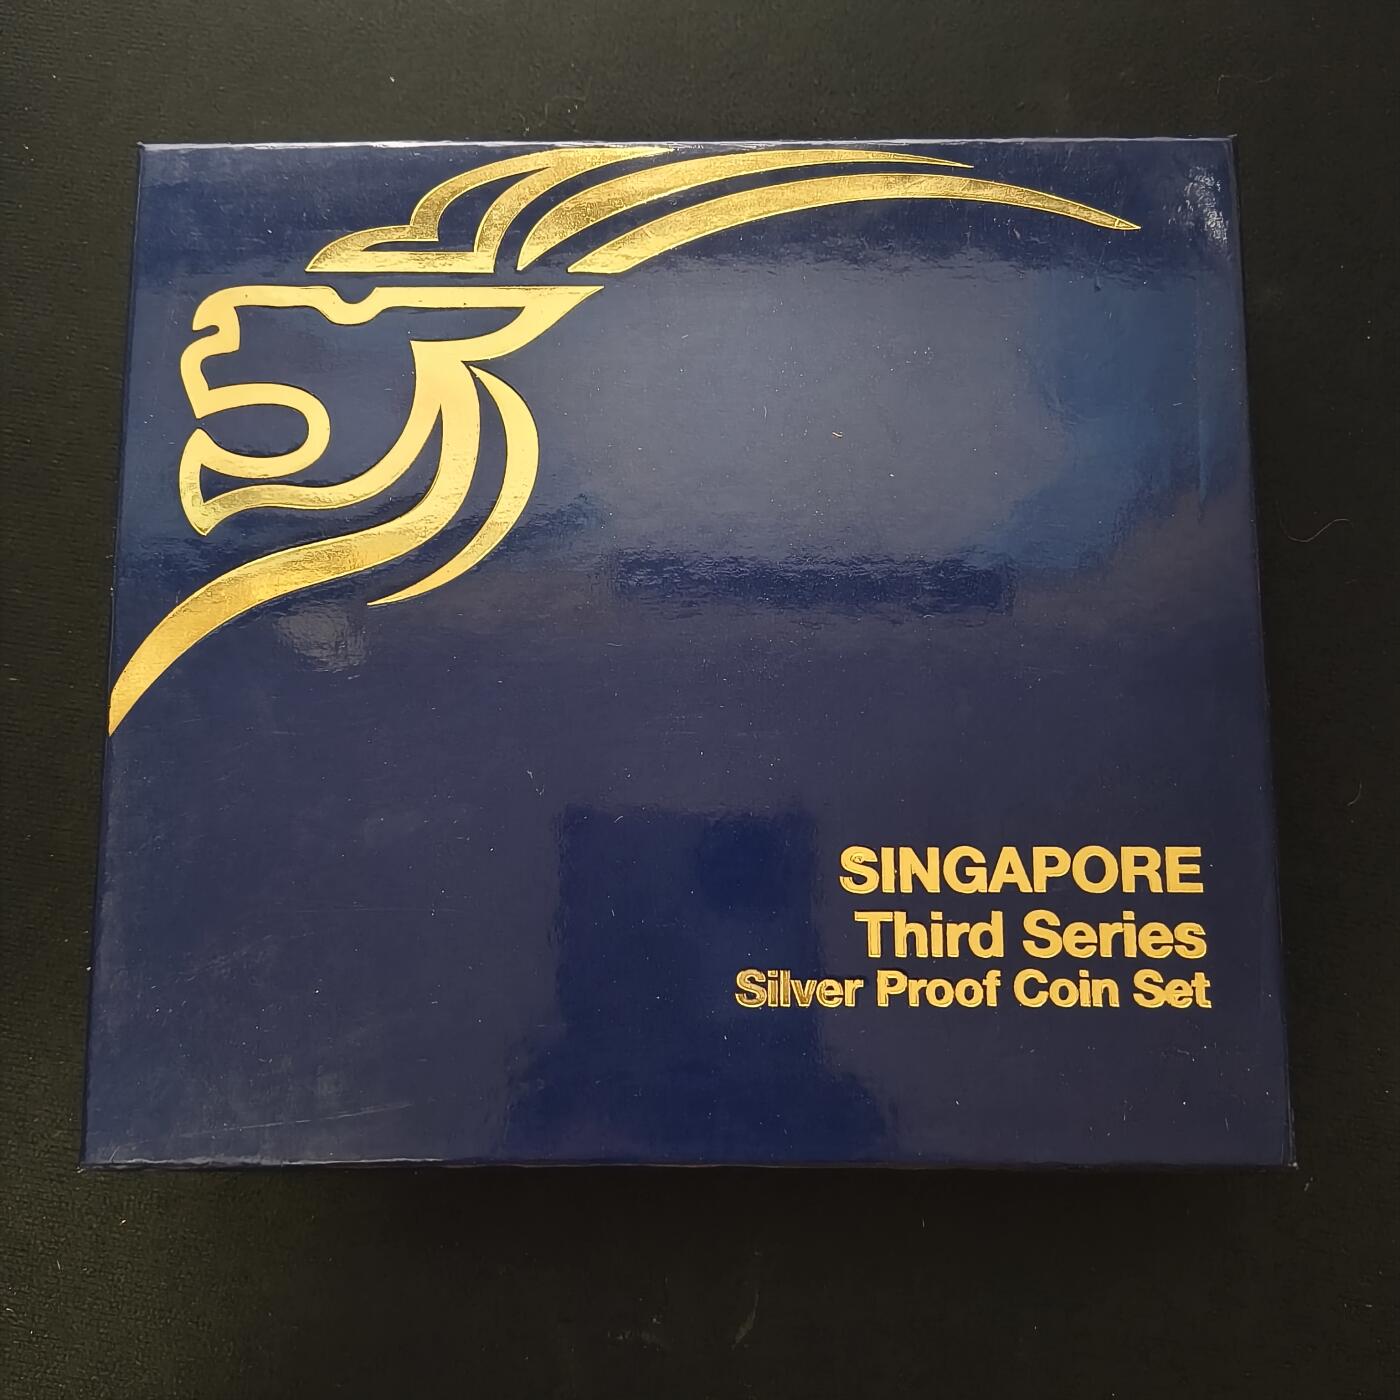 SINGAPORE
Third Series
Silver Proof Coin Set